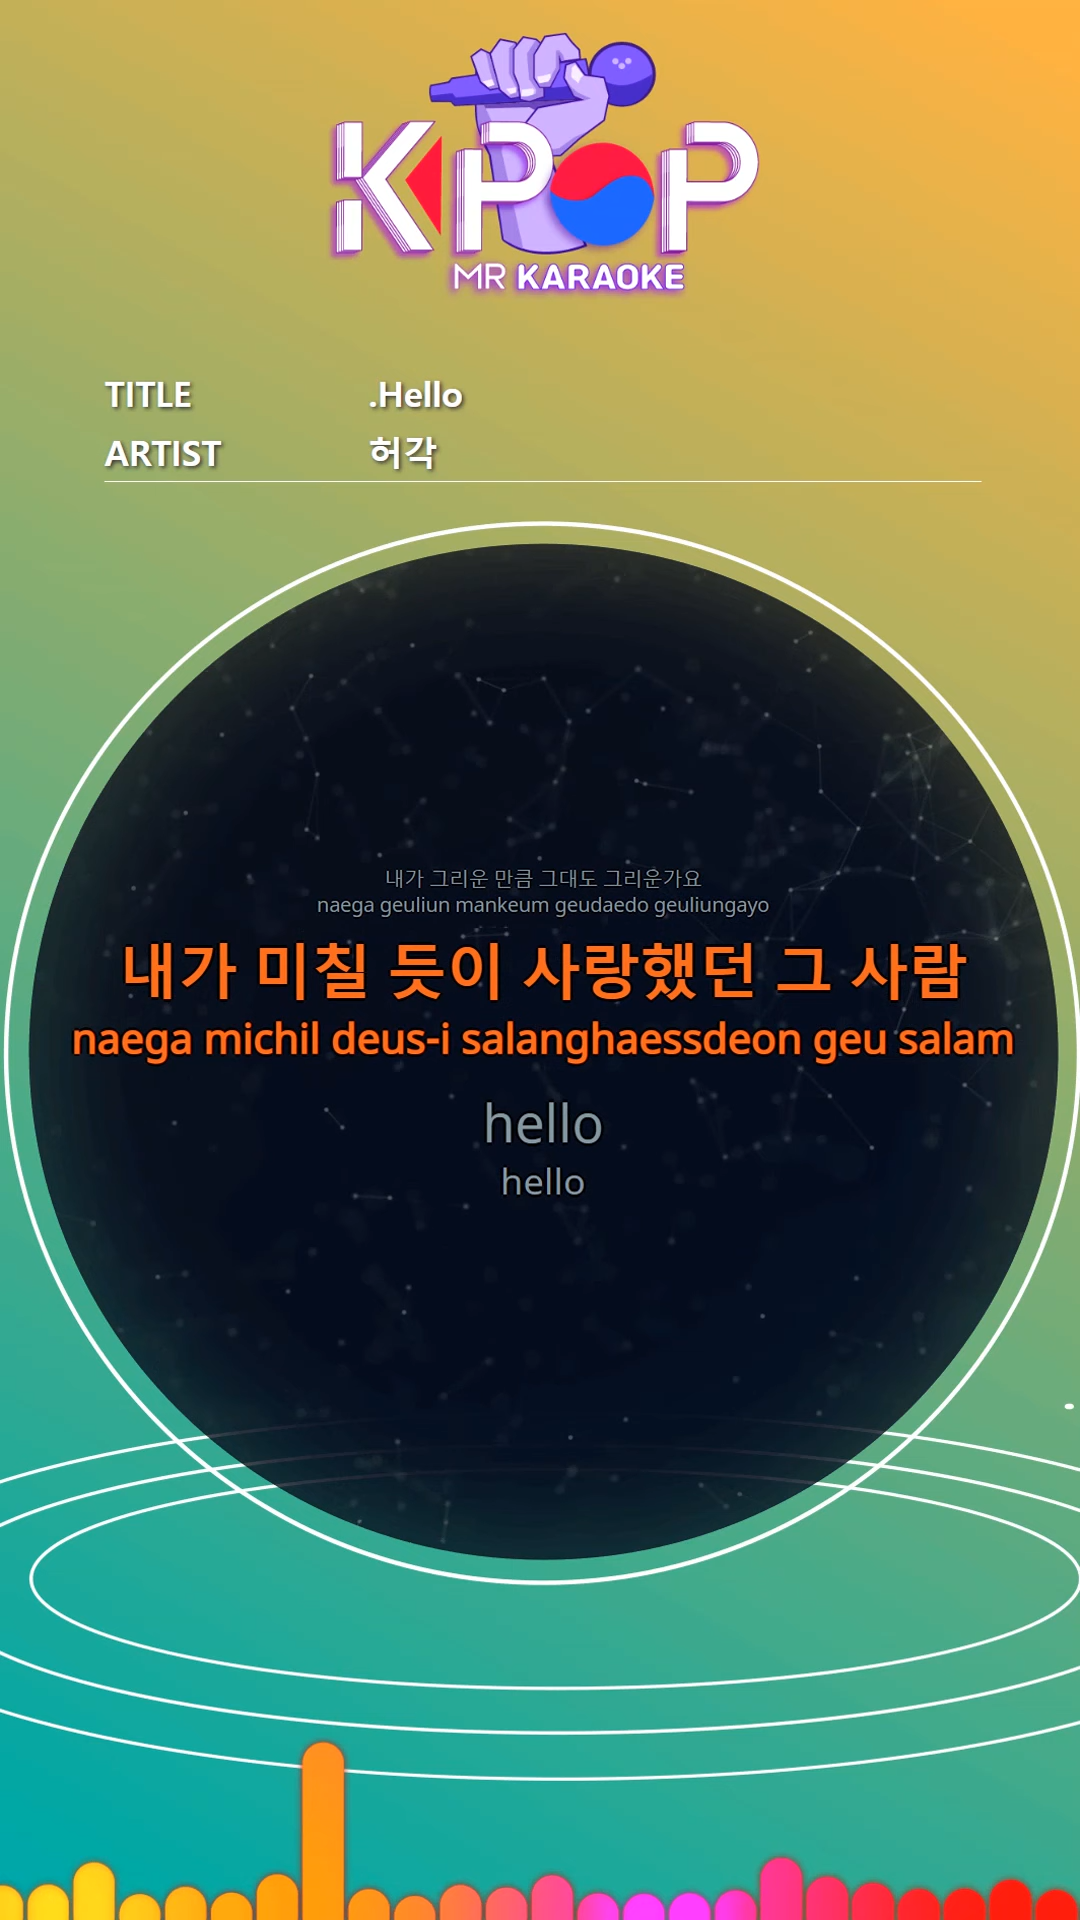 KPOP
MR KARAOKE
TITLE .Hello
ARTIST 허각
내가 그리운 만큼 그대도 그리운가요
naega geuliun mankeum geudaedo geuliungayo
내가 미칠 듯이 사랑했던 그 사람
naega michil deus-i salanghaessdeon geu salam
hello
hello